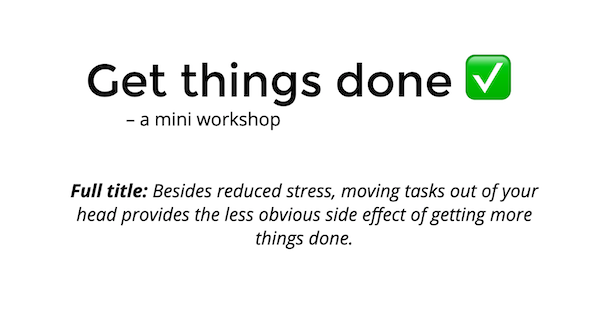 Get things done ✅
– a mini workshop
Full title: Besides reduced stress, moving tasks out of your
head provides the less obvious side effect of getting more
things done.